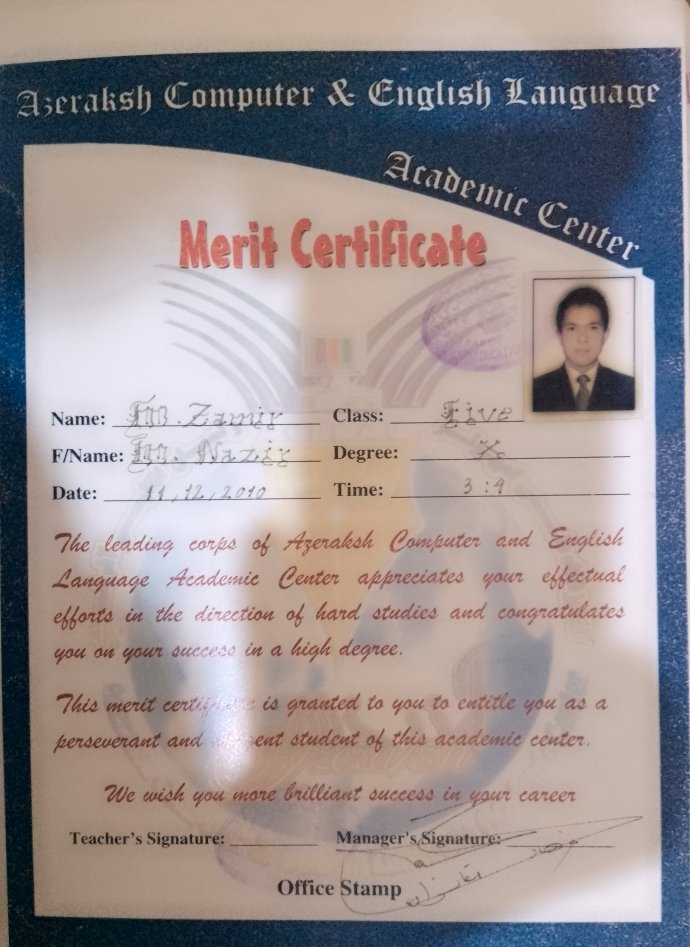 Azeraksh Computer & English Language
Academic Center
Merit Certificate
Name: Zamir Class: Five
F/Name: Nazir Degree:
Date: 11,12,2010 Time: 3:4
The leading corps of Azeraksh Computer and English
Language Academic Center appreciates your effectual
efforts in the direction of hard studies and congratulates
you on your success in a high degree.
This merit certificate is granted to you to entitle you as a
perseverant and student of this academic center.
We wish you more brilliant success in your career
Teacher's Signature: Manager's Signature:
Office Stamp